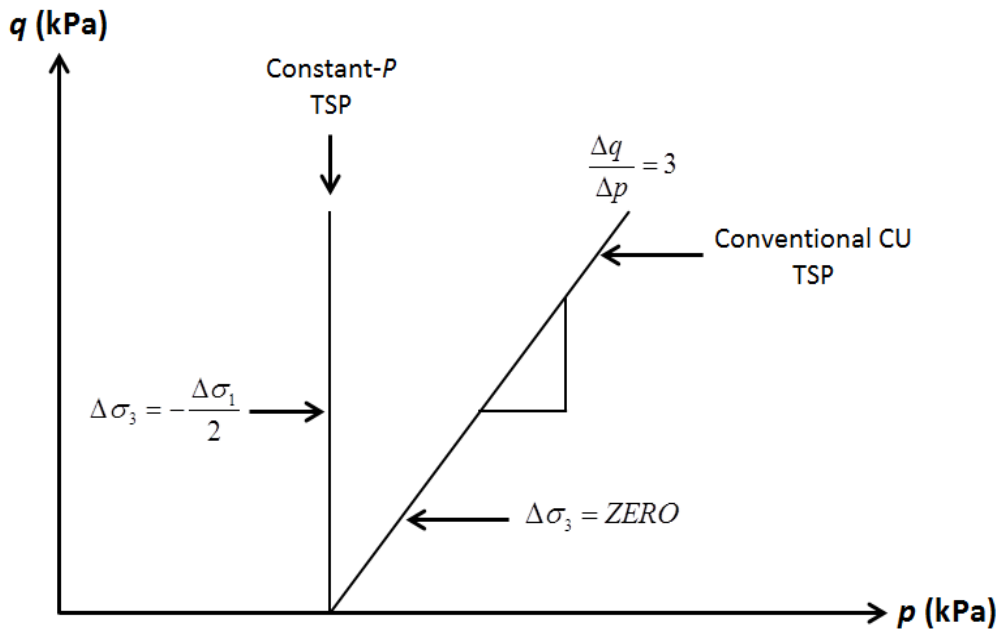 q (kPa)
Constant-P
TSP
Δq
Δp
= 3
Conventional CU
TSP
Δσ₃ = − Δσ₁
2
Δσ₃ = ZERO
p (kPa)